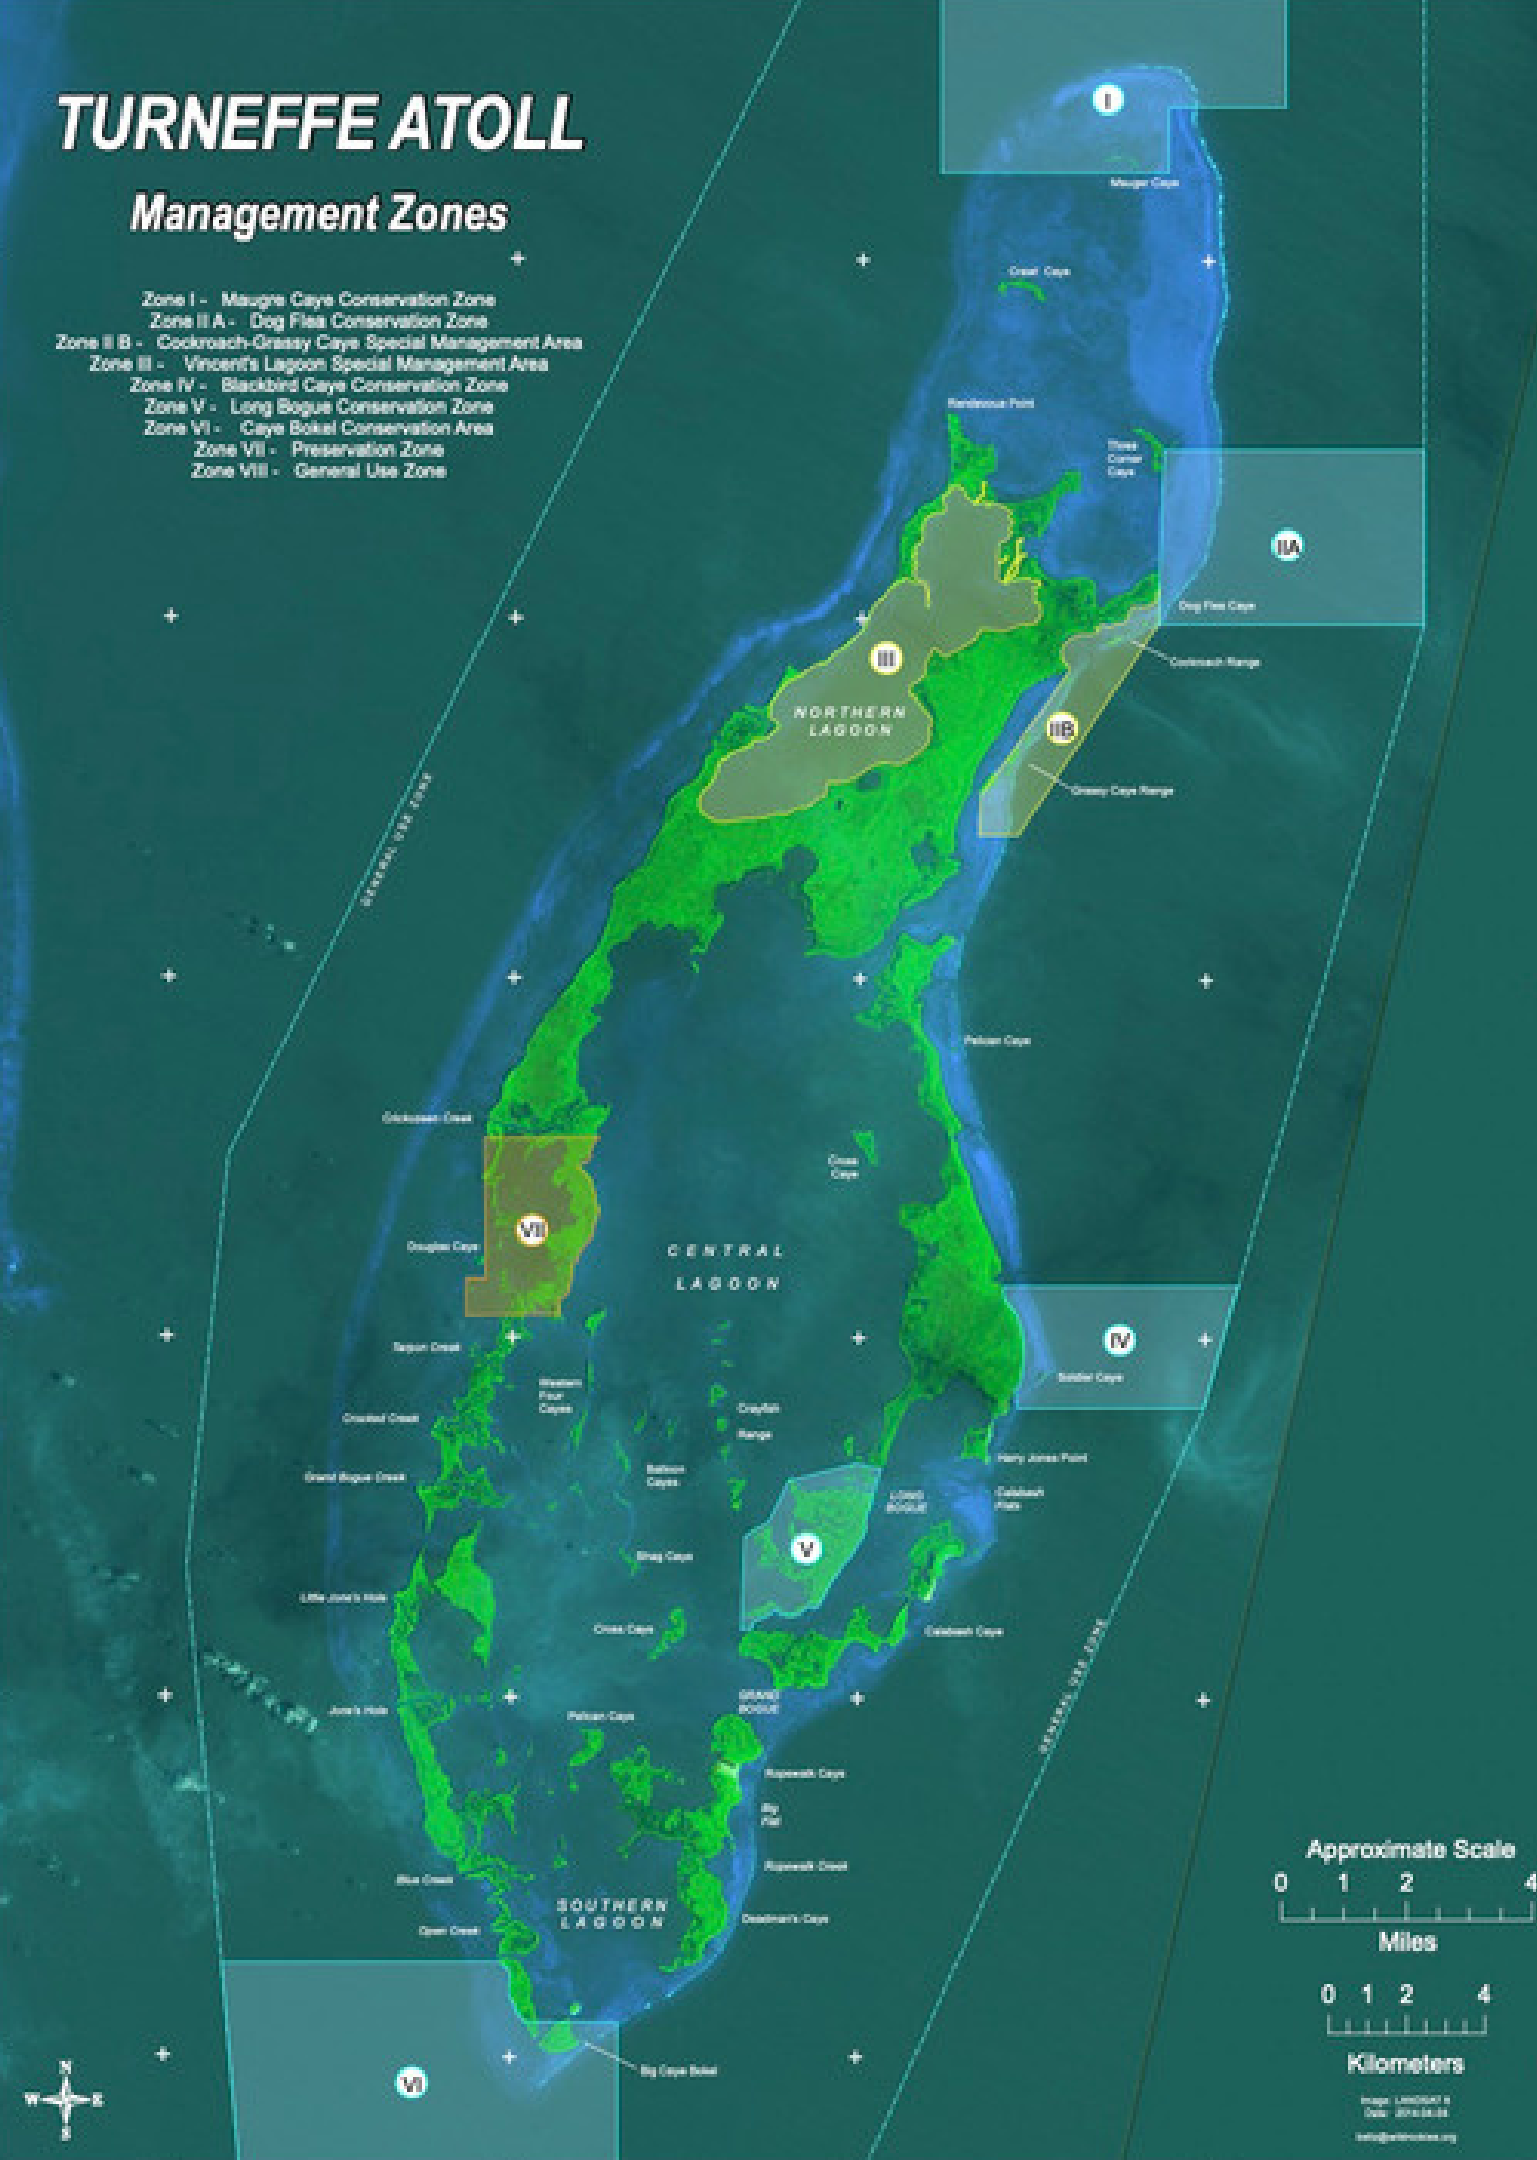 TURNEFFE ATOLL
Management Zones
Zone I - Maugre Caye Conservation Zone
Zone II A - Dog Flea Conservation Zone
Zone II B - Cockroach-Grassy Caye Special Management Area
Zone III - Vincent's Lagoon Special Management Area
Zone IV - Blackbird Caye Conservation Zone
Zone V - Long Bogue Conservation Zone
Zone VI - Caye Bokel Conservation Area
Zone VII - Preservation Zone
Zone VIII - General Use Zone
I
Mauger Caye
Crawl Caye
Rendezvous Point
Three
Corner
Caye
IIA
Dog Flea Caye
Cockroach Range
III
NORTHERN
LAGOON
IIB
Grassy Caye Range
GENERAL USE ZONE
Pelican Caye
Crickozeen Creek
Cross
Caye
VII
Douglas Caye
CENTRAL
LAGOON
IV
Soldier Caye
Tarpon Creek
Western
Four
Cayes
Crayfish
Range
Crooked Creek
Grand Bogue Creek
Cayes
Harry Jones Point
LONG
BOGUE
Calabash
V
Shag Caye
Little Jone's Hole
Cross Caye
Calabash Caye
GENERAL USE ZONE
GRAND
BOGUE
Jone's Hole
Pelican Caye
Ropewalk Caye
Ropewalk Creek
Blue Creek
SOUTHERN
LAGOON
Deadman's Caye
Open Creek
Big Caye Bokel
VI
N
W E
S
Approximate Scale
0 1 2 4
Miles
0 1 2 4
Kilometers